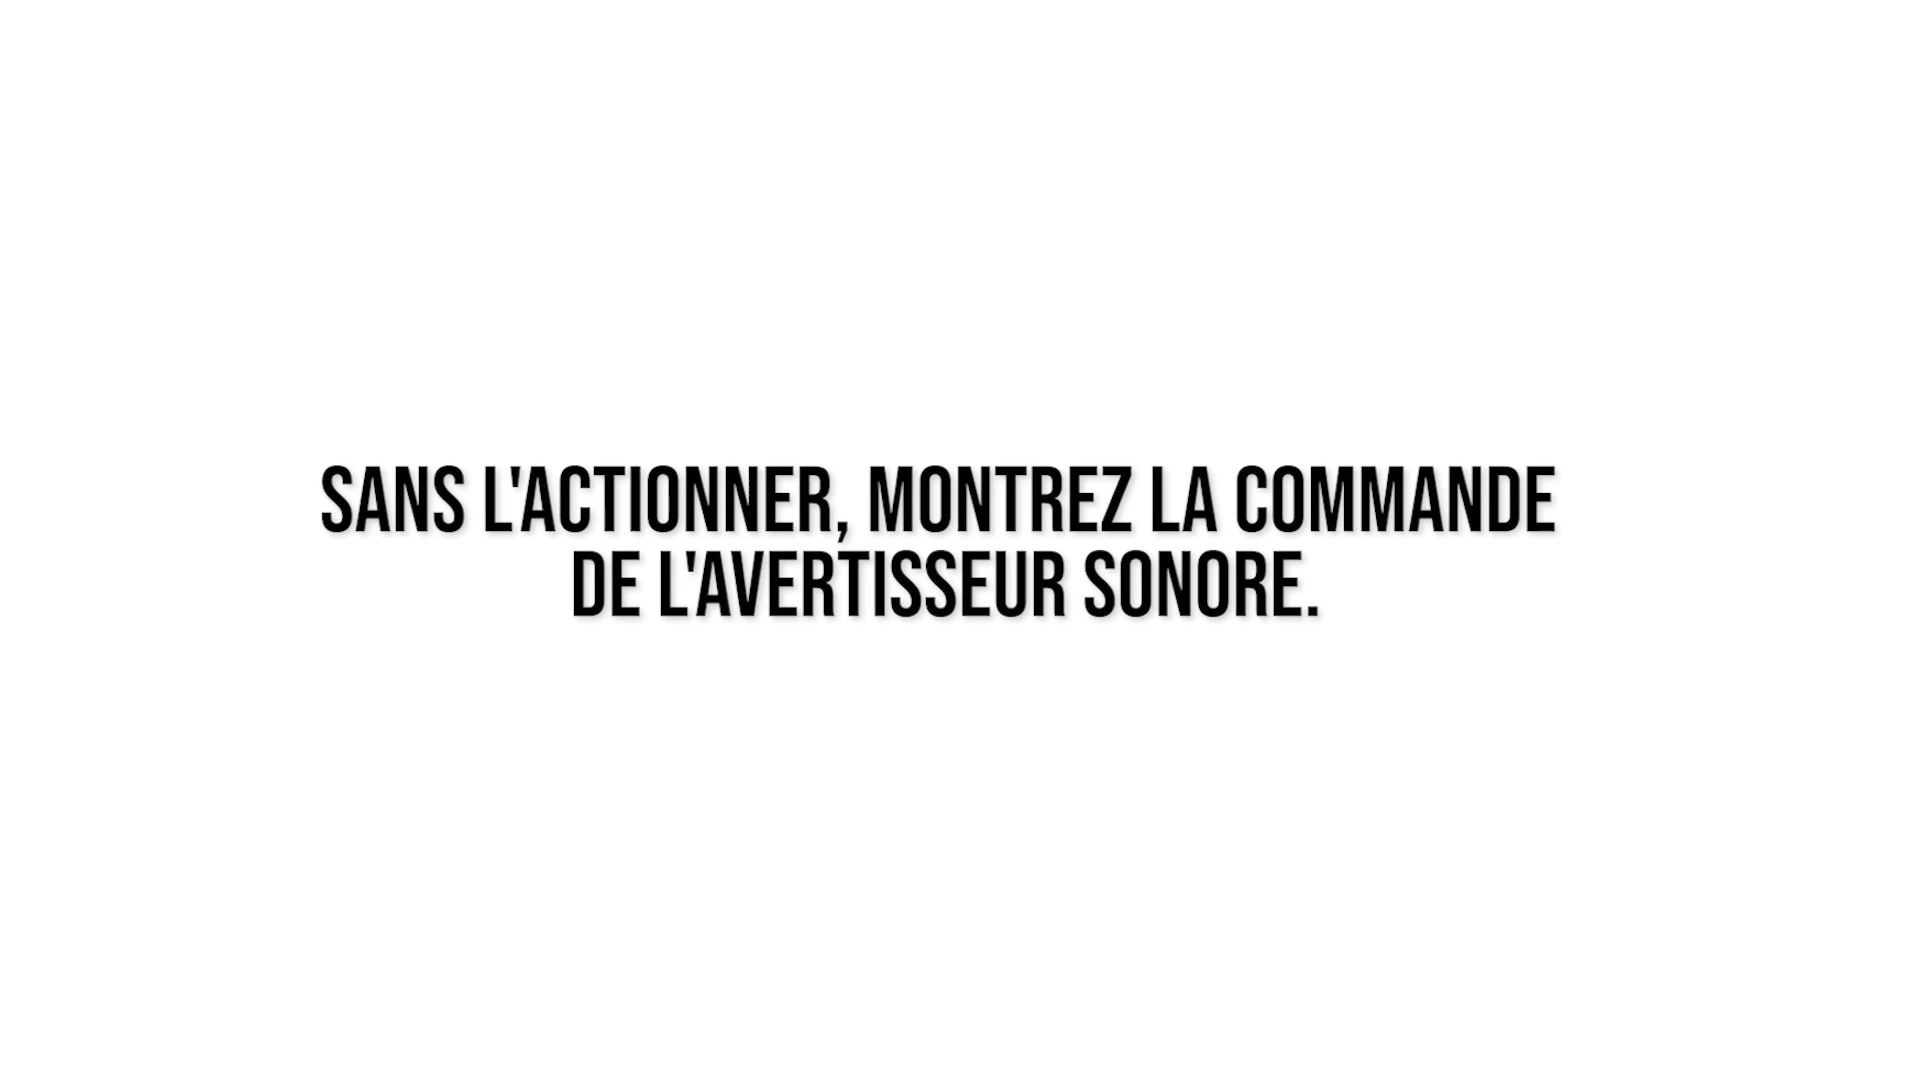 SANS L'ACTIONNER, MONTREZ LA COMMANDE
DE L'AVERTISSEUR SONORE.